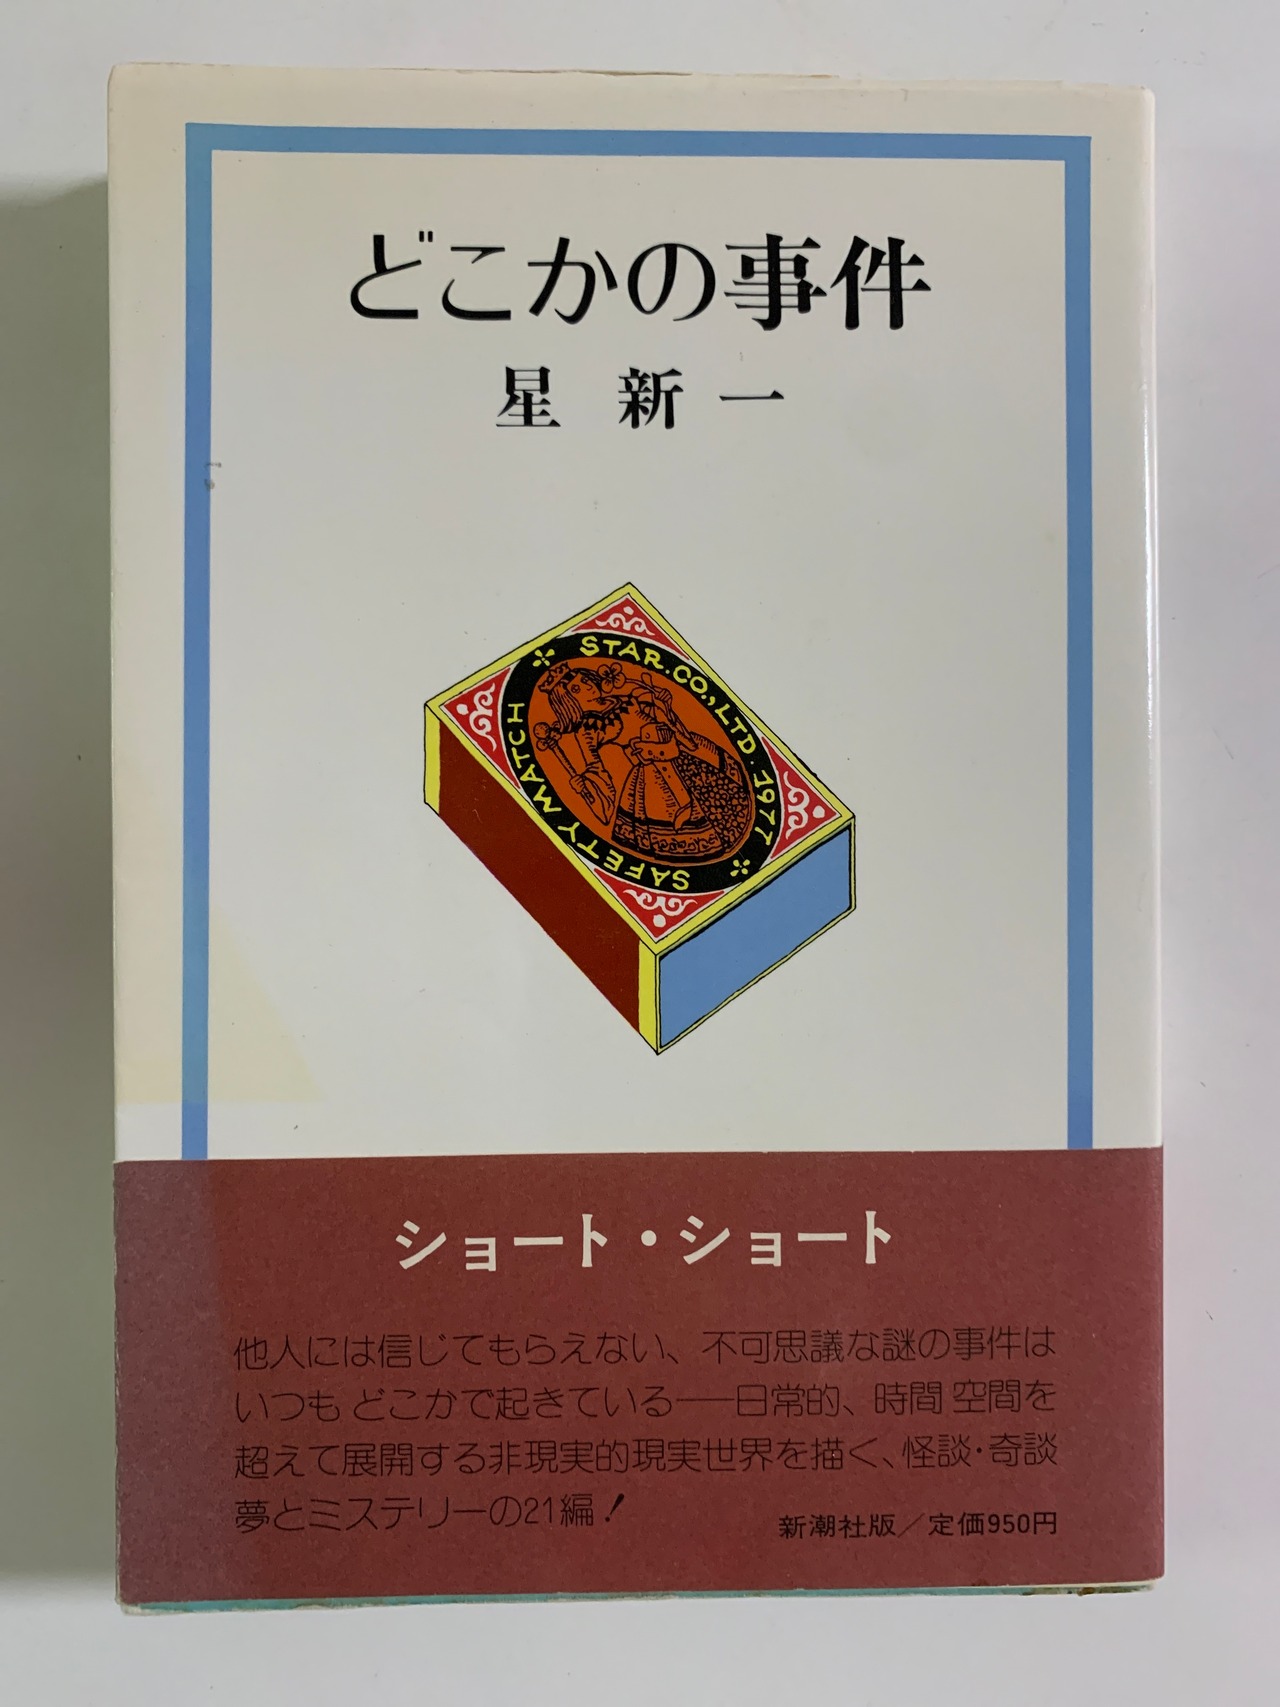 どこかの事件
星 新一
STAR.CO.,LTD.1977
SAFETY MATCH
ショート・ショート
他人には信じてもらえない、不可思議な謎の事件は
いつも どこかで起きている──日常的、時間 空間を
超えて展開する非現実的現実世界を描く、怪談・奇談
夢とミステリーの21編！
新潮社版／定価950円